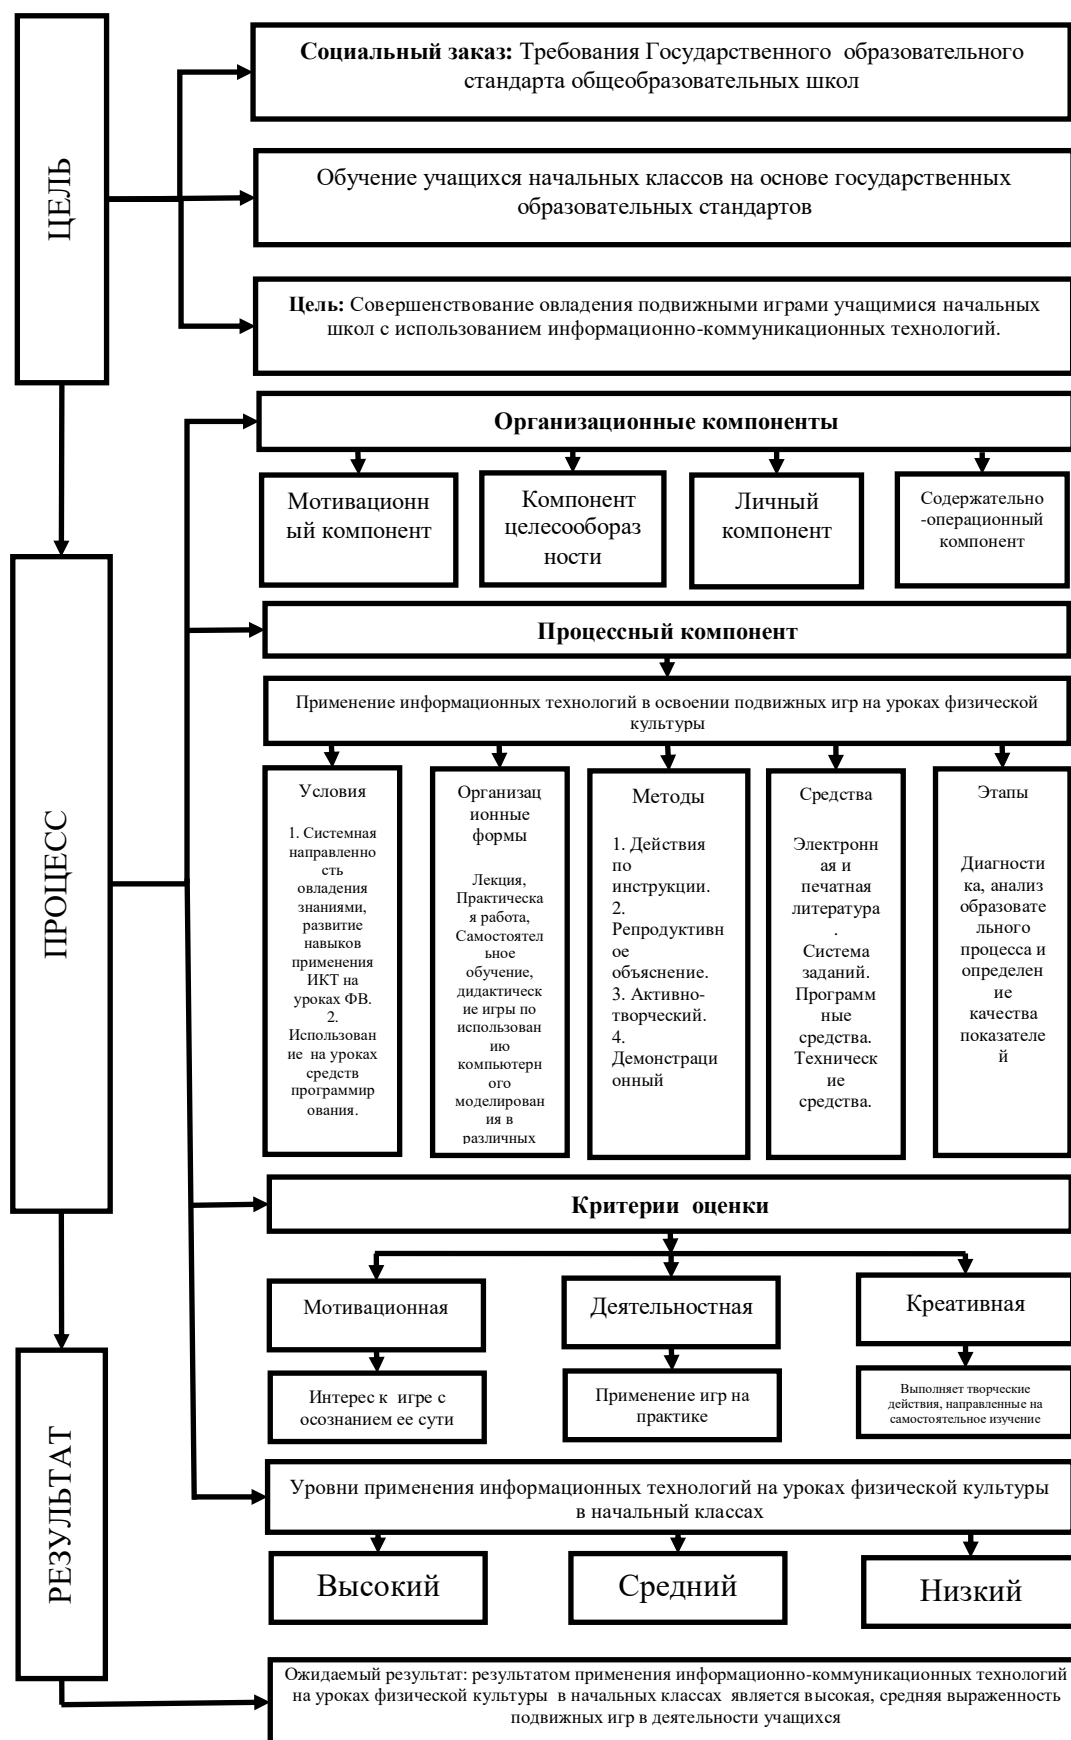 ЦЕЛЬ
Социальный заказ: Требования Государственного образовательного
стандарта общеобразовательных школ
Обучение учащихся начальных классов на основе государственных
образовательных стандартов
Цель: Совершенствование овладения подвижными играми учащимися начальных
школ с использованием информационно-коммуникационных технологий.
ПРОЦЕСС
Организационные компоненты
Мотивационн
ый компонент
Компонент
целесообораз
ности
Личный
компонент
Содержательно
-операционный
компонент
Процессный компонент
Применение информационных технологий в освоении подвижных игр на уроках физической
культуры
Условия
1. Системная
направленно
сть
овладения
знаниями,
развитие
навыков
применения
ИКТ на
уроках ФВ.
2.
Использован
ие на уроках
средств
программир
ования.
Организац
ионные
формы
Лекция,
Практическа
я работа,
Самостоятел
ьное
обучение,
дидактическ
ие игры по
использован
ию
компьютерн
ого
моделирован
ия в
различных
Методы
1. Действия
по
инструкции.
2.
Репродуктивн
ое
объяснение.
3. Активно-
творческий.
4.
Демонстраци
онный
Средства
Электронн
ая и
печатная
литература
.
Система
заданий.
Программ
ные
средства.
Техническ
ие
средства.
Этапы
Диагности
ка, анализ
образовате
льного
процесса и
определен
ие
качества
показателе
й
Критерии оценки
Мотивационная
Деятельностная
Креативная
Интерес к игре с
осознанием ее сути
Применение игр на
практике
Выполняет творческие
действия, направленные на
самостоятельное изучение
РЕЗУЛЬТАТ
Уровни применения информационных технологий на уроках физической культуры
в начальный классах
Высокий
Средний
Низкий
Ожидаемый результат: результатом применения информационно-коммуникационных технологий
на уроках физической культуры в начальных классах является высокая, средняя выраженность
подвижных игр в деятельности учащихся